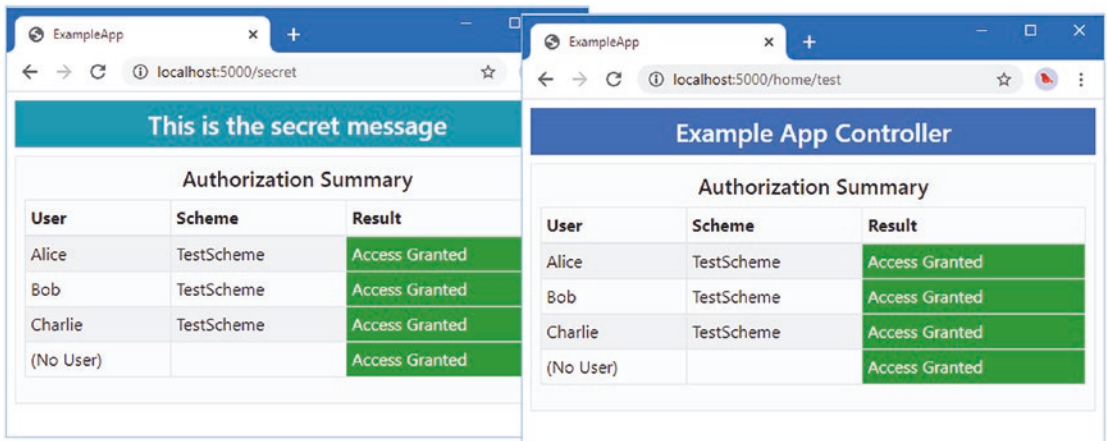 ExampleApp
localhost:5000/secret
This is the secret message
Authorization Summary
User Scheme Result
Alice TestScheme Access Granted
Bob TestScheme Access Granted
Charlie TestScheme Access Granted
(No User) Access Granted
ExampleApp
localhost:5000/home/test
Example App Controller
Authorization Summary
User Scheme Result
Alice TestScheme Access Granted
Bob TestScheme Access Granted
Charlie TestScheme Access Granted
(No User) Access Granted